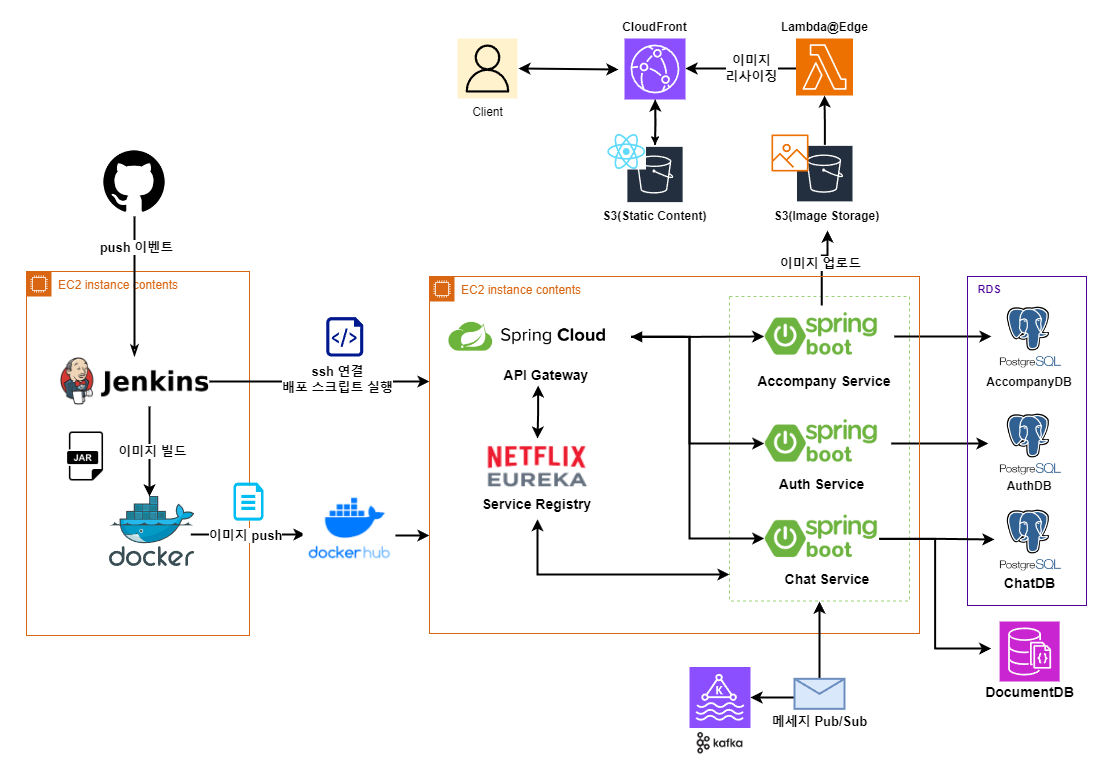 CloudFront
Lambda@Edge
이미지
리사이징
Client
S3(Static Content)
S3(Image Storage)
push 이벤트
이미지 업로드
EC2 instance contents
EC2 instance contents
RDS
Spring Cloud
API Gateway
spring
boot
Accompany Service
PostgreSQL
AccompanyDB
</>
ssh 연결
배포 스크립트 실행
Jenkins
JAR
이미지 빌드
NETFLIX
EUREKA
Service Registry
spring
boot
Auth Service
PostgreSQL
AuthDB
docker
이미지 push
dockerhub
spring
boot
Chat Service
PostgreSQL
ChatDB
{}
DocumentDB
K
kafka
메세지 Pub/Sub